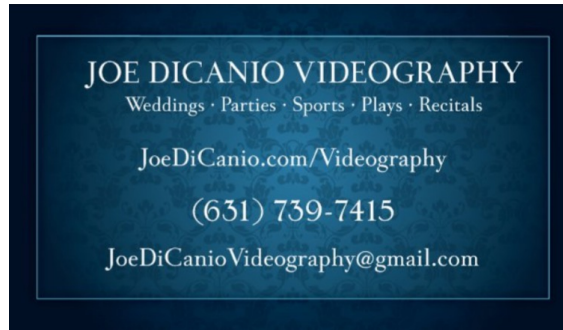 JOE DICANIO VIDEOGRAPHY
Weddings · Parties · Sports · Plays · Recitals
JoeDiCanio.com/Videography
(631) 739-7415
JoeDiCanioVideography@gmail.com